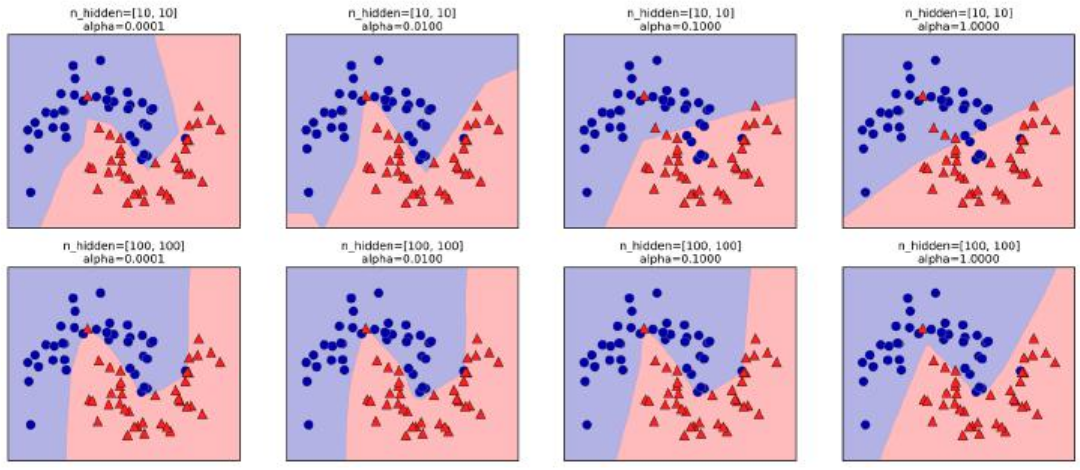 n_hidden=[10, 10]
alpha=0.0001
n_hidden=[10, 10]
alpha=0.0100
n_hidden=[10, 10]
alpha=0.1000
n_hidden=[10, 10]
alpha=1.0000
n_hidden=[100, 100]
alpha=0.0001
n_hidden=[100, 100]
alpha=0.0100
n_hidden=[100, 100]
alpha=0.1000
n_hidden=[100, 100]
alpha=1.0000